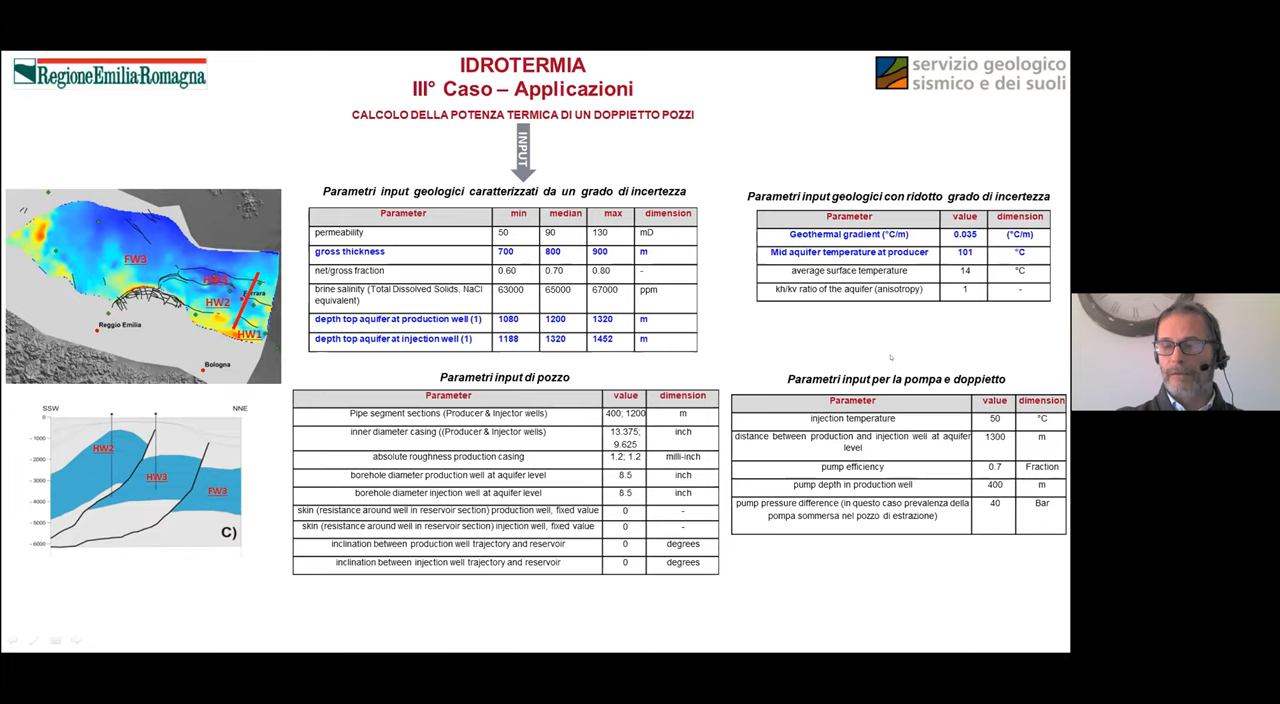 RegioneEmilia-Romagna
IDROTERMIA
III° Caso – Applicazioni
CALCOLO DELLA POTENZA TERMICA DI UN DOPPIETTO POZZI
servizio geologico
sismico e dei suoli
INPUT
Parametri input geologici caratterizzati da un grado di incertezza
Parameter min median max dimension
permeability 50 90 130 mD
gross thickness 700 800 900 m
net/gross fraction 0.60 0.70 0.80 -
brine salinity (Total Dissolved Solids, NaCl
equivalent) 63000 65000 67000 ppm
depth top aquifer at production well (1) 1080 1200 1320 m
depth top aquifer at injection well (1) 1188 1320 1452 m
Parametri input geologici con ridotto grado di incertezza
Parameter value dimension
Geothermal gradient (°C/m) 0.035 (°C/m)
Mid aquifer temperature at producer 101 °C
average surface temperature 14 °C
kh/kv ratio of the aquifer (anisotropy) 1 -
FW3
HW3
HW2
Ferrara
HW1
Reggio Emilia
Bologna
Parametri input di pozzo
Parameter value dimension
Pipe segment sections (Producer & Injector wells) 400; 1200 m
inner diameter casing ((Producer & Injector wells) 13.375;
9.625 inch
absolute roughness production casing 1.2; 1.2 milli-inch
borehole diameter production well at aquifer level 8.5 inch
borehole diameter injection well at aquifer level 8.5 inch
skin (resistance around well in reservoir section) production well, fixed value 0 -
skin (resistance around well in reservoir section) injection well, fixed value 0 -
inclination between production well trajectory and reservoir 0 degrees
inclination between injection well trajectory and reservoir 0 degrees
Parametri input per la pompa e doppietto
Parameter value dimension
injection temperature 50 °C
distance between production and injection well at aquifer
level 1300 m
pump efficiency 0.7 Fraction
pump depth in production well 400 m
pump pressure difference (in questo caso prevalenza della
pompa sommersa nel pozzo di estrazione) 40 Bar
SSW NNE
0
-1000
-2000
-3000
-4000
-5000
-6000
HW2
HW3
FW3
C)